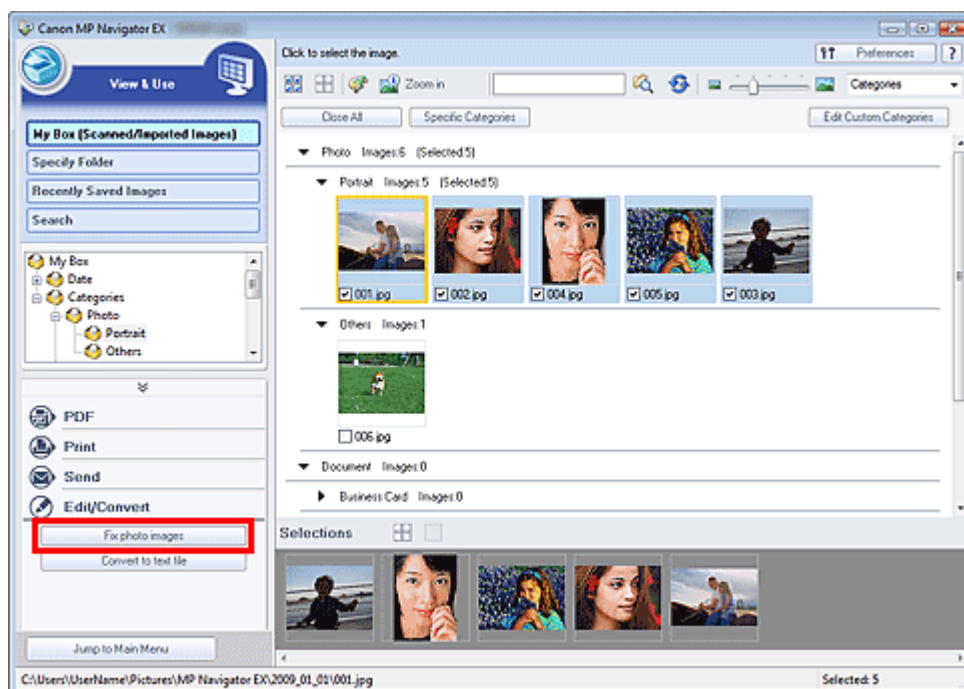 Canon MP Navigator EX
View & Use
My Box (Scanned/Imported Images)
Specify Folder
Recently Saved Images
Search
My Box
Date
Categories
Photo
Portrait
Others
PDF
Print
Send
Edit/Convert
Fix photo images
Convert to text file
Jump to Main Menu
Click to select the image.
Preferences ?
Zoom in
Categories
Close All Specific Categories Edit Custom Categories
Photo Images:6 (Selected:5)
Portrait Images:5 (Selected:5)
001.jpg 002.jpg 004.jpg 005.jpg 003.jpg
Others Images:1
006.jpg
Document Images:0
Business Card Images:0
Selections
C:\Users\UserName\Pictures\MP Navigator EX\2009_01_01\001.jpg Selected: 5